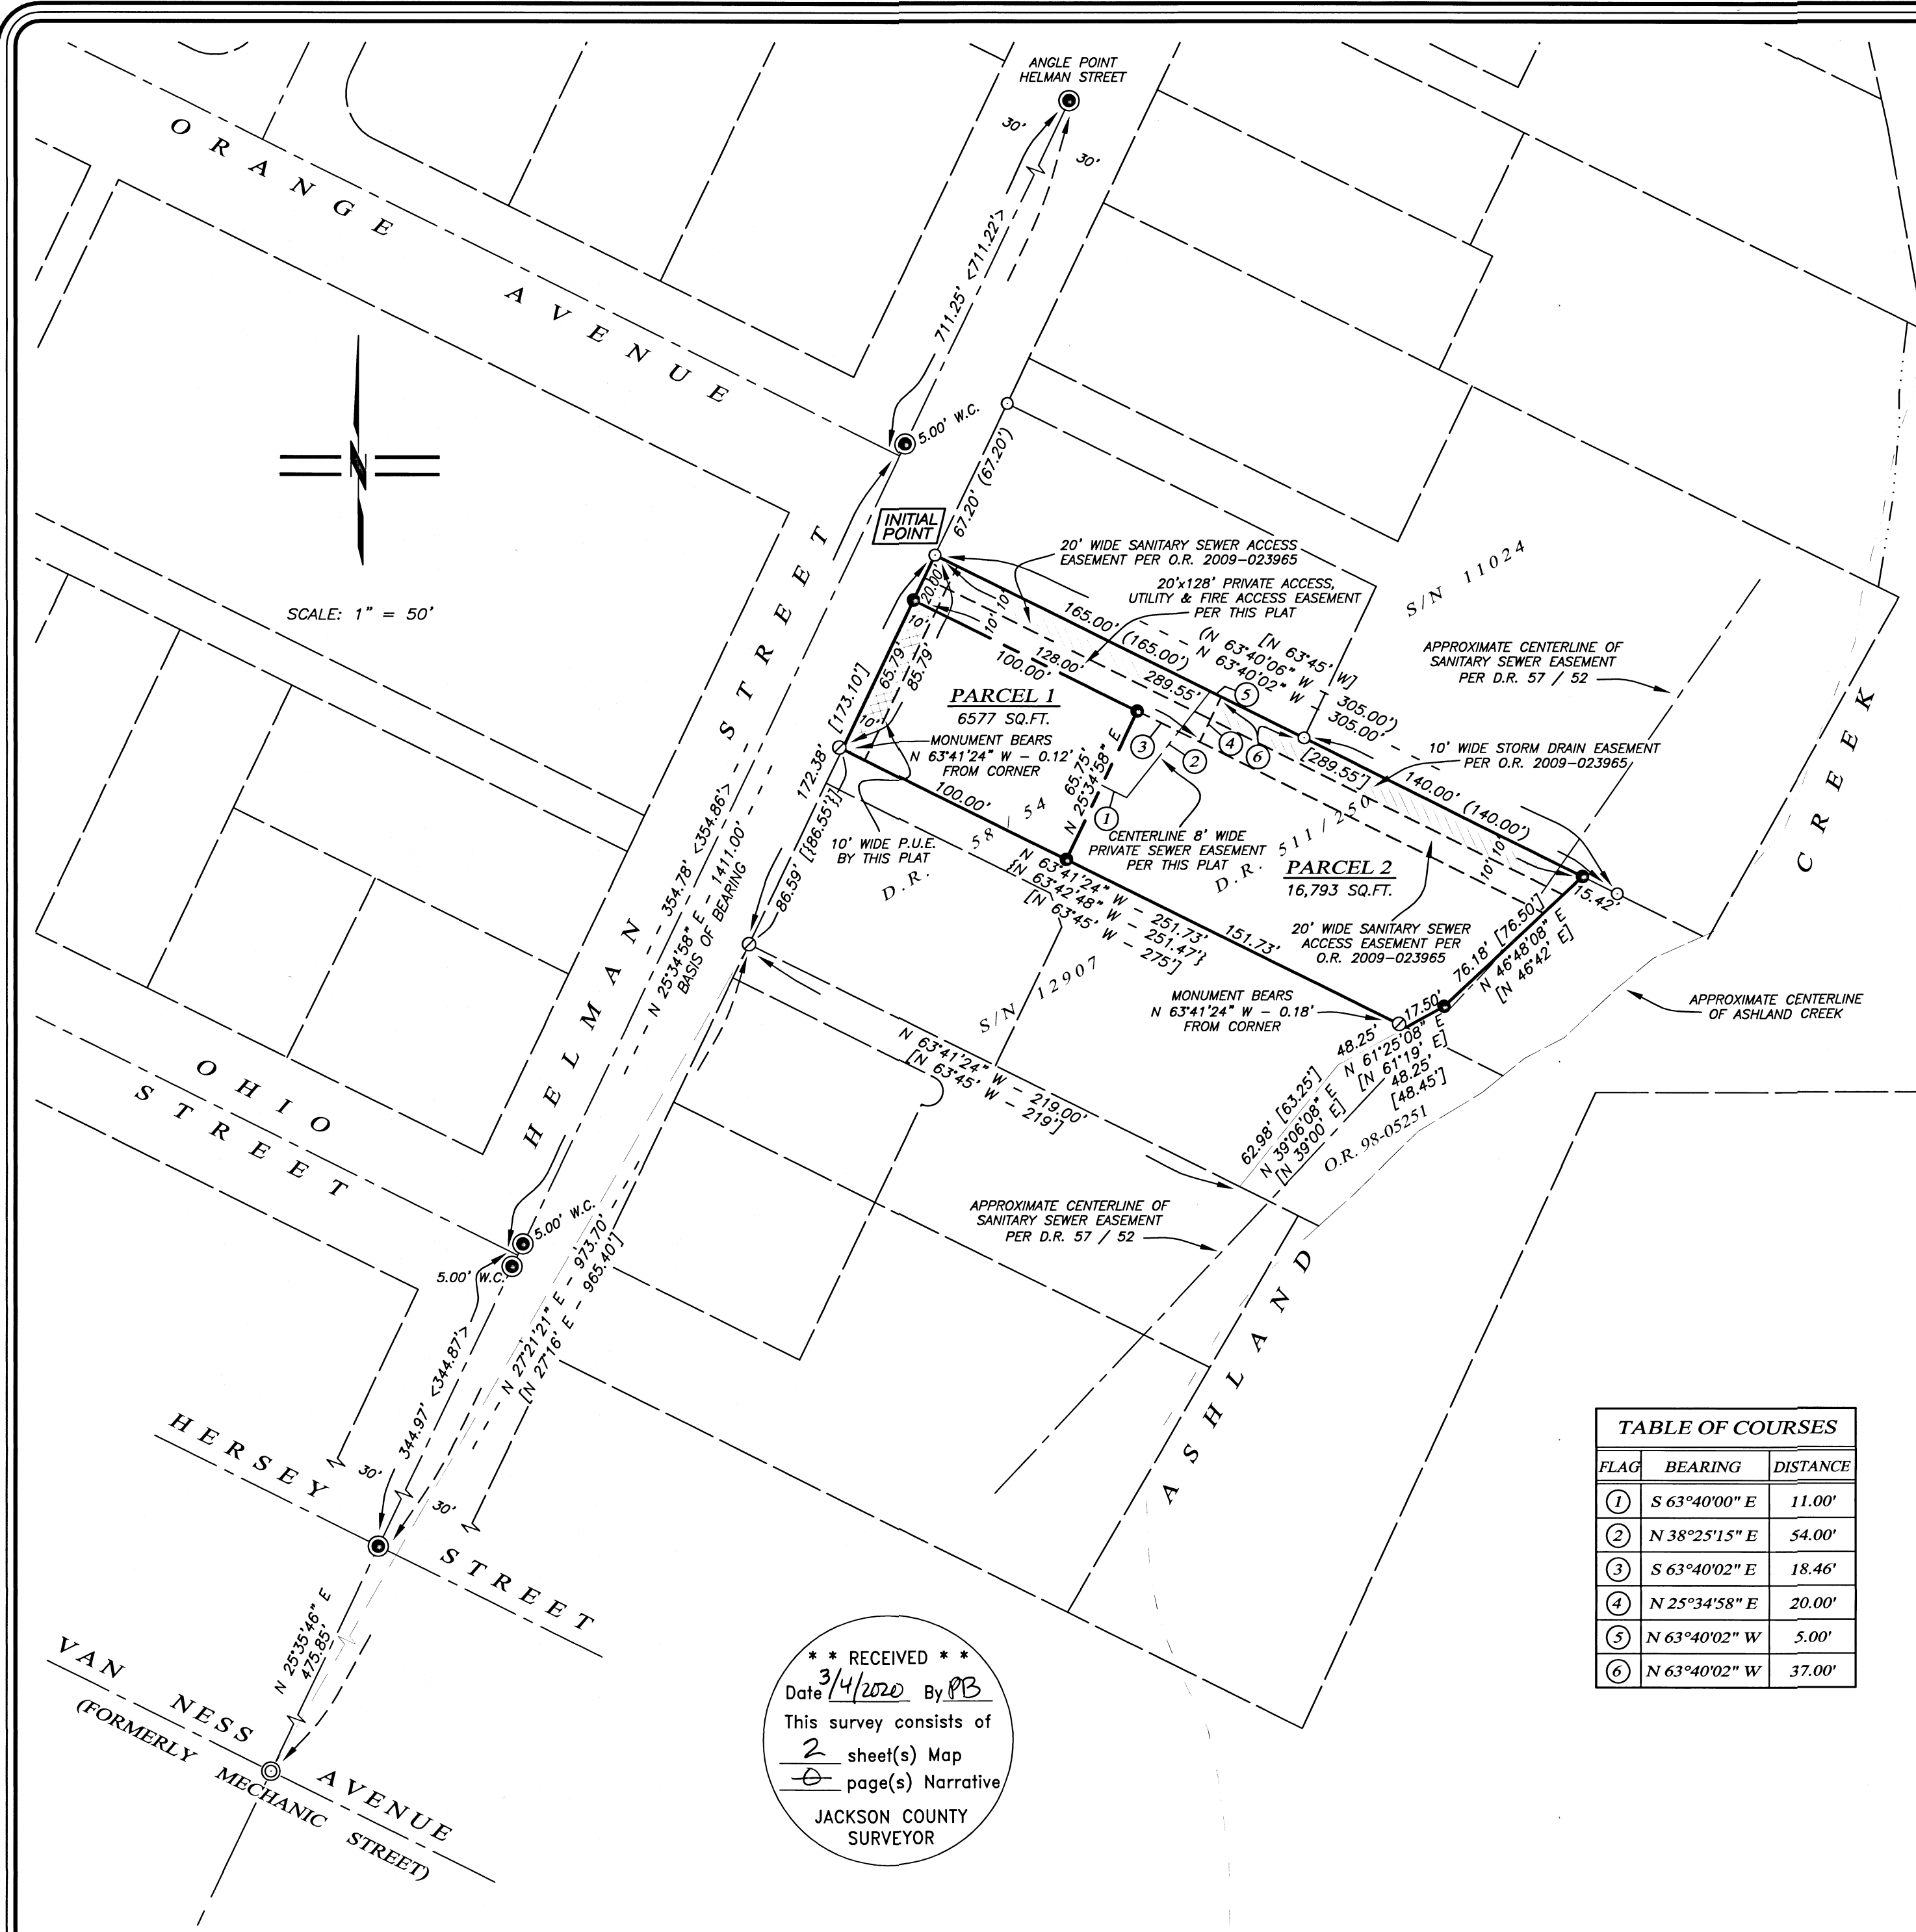 ANGLE POINT
HELMAN STREET
30'
30'
ORANGE AVENUE
711.25' <711.22'>
5.00' W.C.
SCALE: 1" = 50'
67.20' (67.20')
INITIAL
POINT
20' WIDE SANITARY SEWER ACCESS
EASEMENT PER O.R. 2009-023965
20'x128' PRIVATE ACCESS,
UTILITY & FIRE ACCESS EASEMENT
PER THIS PLAT
S/N 11024
APPROXIMATE CENTERLINE OF
SANITARY SEWER EASEMENT
PER D.R. 57 / 52
20.00'
10'
10'
10'
165.00' (165.00')
[N 63°45' W]
(N 63°40'06" W - 305.00')
N 63°40'02" W - 305.00'
128.00'
100.00'
289.55'
[289.55']
140.00' (140.00')
65.79'
85.79'
10'
[173.10']
172.38'
PARCEL 1
6577 SQ.FT.
MONUMENT BEARS
N 63°41'24" W - 0.12'
FROM CORNER
5
3
4
2
6
1
10' WIDE STORM DRAIN EASEMENT
PER O.R. 2009-023965
N 25°34'58" E
65.75'
100.00'
10' WIDE P.U.E.
BY THIS PLAT
D.R. 58 / 54
CENTERLINE 8' WIDE
PRIVATE SEWER EASEMENT
PER THIS PLAT
D.R. 511 / 250
PARCEL 2
16,793 SQ.FT.
10'
10'
15.42'
N 63°41'24" W - 251.73'
{N 63°42'48" W - 251.47'}
[N 63°45' W - 275']
151.73'
20' WIDE SANITARY SEWER
ACCESS EASEMENT PER
O.R. 2009-023965
76.18' [76.50']
N 46°48'08" E
[N 46°42' E]
MONUMENT BEARS
N 63°41'24" W - 0.18'
FROM CORNER
17.50'
48.25'
N 61°25'08" E
[N 61°19' E]
48.25'
[48.45']
APPROXIMATE CENTERLINE
OF ASHLAND CREEK
62.98' [63.25']
N 39°06'08" E
[N 39°00' E]
O.R. 98-05251
S/N 12907
86.59' [{86.55'}]
354.78' <354.86'>
N 25°34'58" E - 1411.00'
BASIS OF BEARING
HELMAN STREET
N 63°41'24" W - 219.00'
[N 63°45' W - 219']
OHIO
STREET
5.00' W.C.
5.00' W.C.
APPROXIMATE CENTERLINE OF
SANITARY SEWER EASEMENT
PER D.R. 57 / 52
ASHLAND CREEK
N 27°21'21" E - 973.70'
[N 27°16' E - 965.40']
344.97' <344.87'>
30'
30'
HERSEY STREET
N 25°35'46" E
475.85'
VAN NESS AVENUE
(FORMERLY MECHANIC STREET)
* * RECEIVED * *
Date 3/4/2020 By PB
This survey consists of
2 sheet(s) Map
0 page(s) Narrative
JACKSON COUNTY
SURVEYOR
TABLE OF COURSES
FLAG BEARING DISTANCE
1 S 63°40'00" E 11.00'
2 N 38°25'15" E 54.00'
3 S 63°40'02" E 18.46'
4 N 25°34'58" E 20.00'
5 N 63°40'02" W 5.00'
6 N 63°40'02" W 37.00'